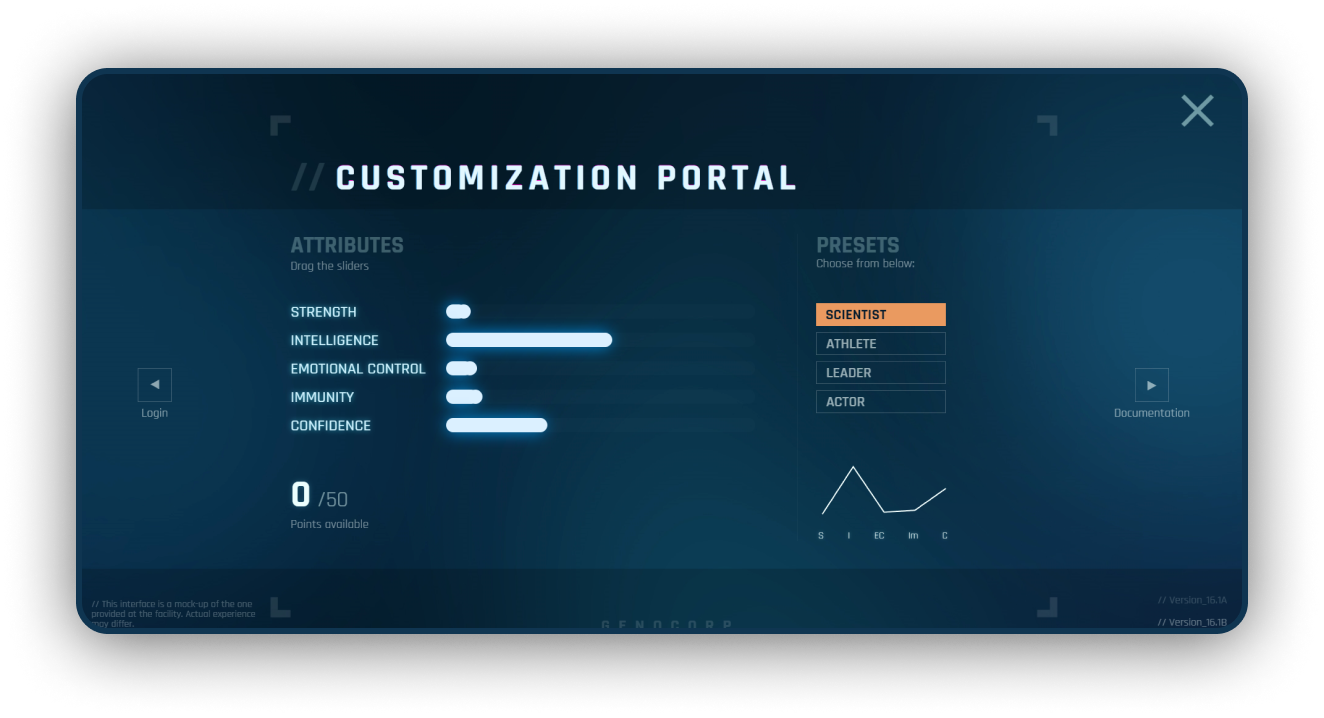 // CUSTOMIZATION PORTAL
ATTRIBUTES
Drag the sliders
STRENGTH
INTELLIGENCE
EMOTIONAL CONTROL
IMMUNITY
CONFIDENCE
0 /50
Points available
PRESETS
Choose from below:
SCIENTIST
ATHLETE
LEADER
ACTOR
S I EC Im C
◄
Login
►
Documentation
// This interface is a mock-up of the one
provided at the facility. Actual experience
may differ.
GENOCORP
// Version_16.1A
// Version_16.1B